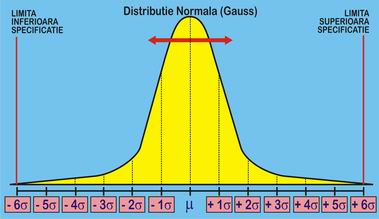 Distributie Normala (Gauss)
LIMITA
INFERIOARA
SPECIFICATIE
LIMITA
SUPERIOARA
SPECIFICATIE
- 6σ - 5σ - 4σ - 3σ - 2σ - 1σ μ + 1σ + 2σ + 3σ + 4σ + 5σ + 6σ